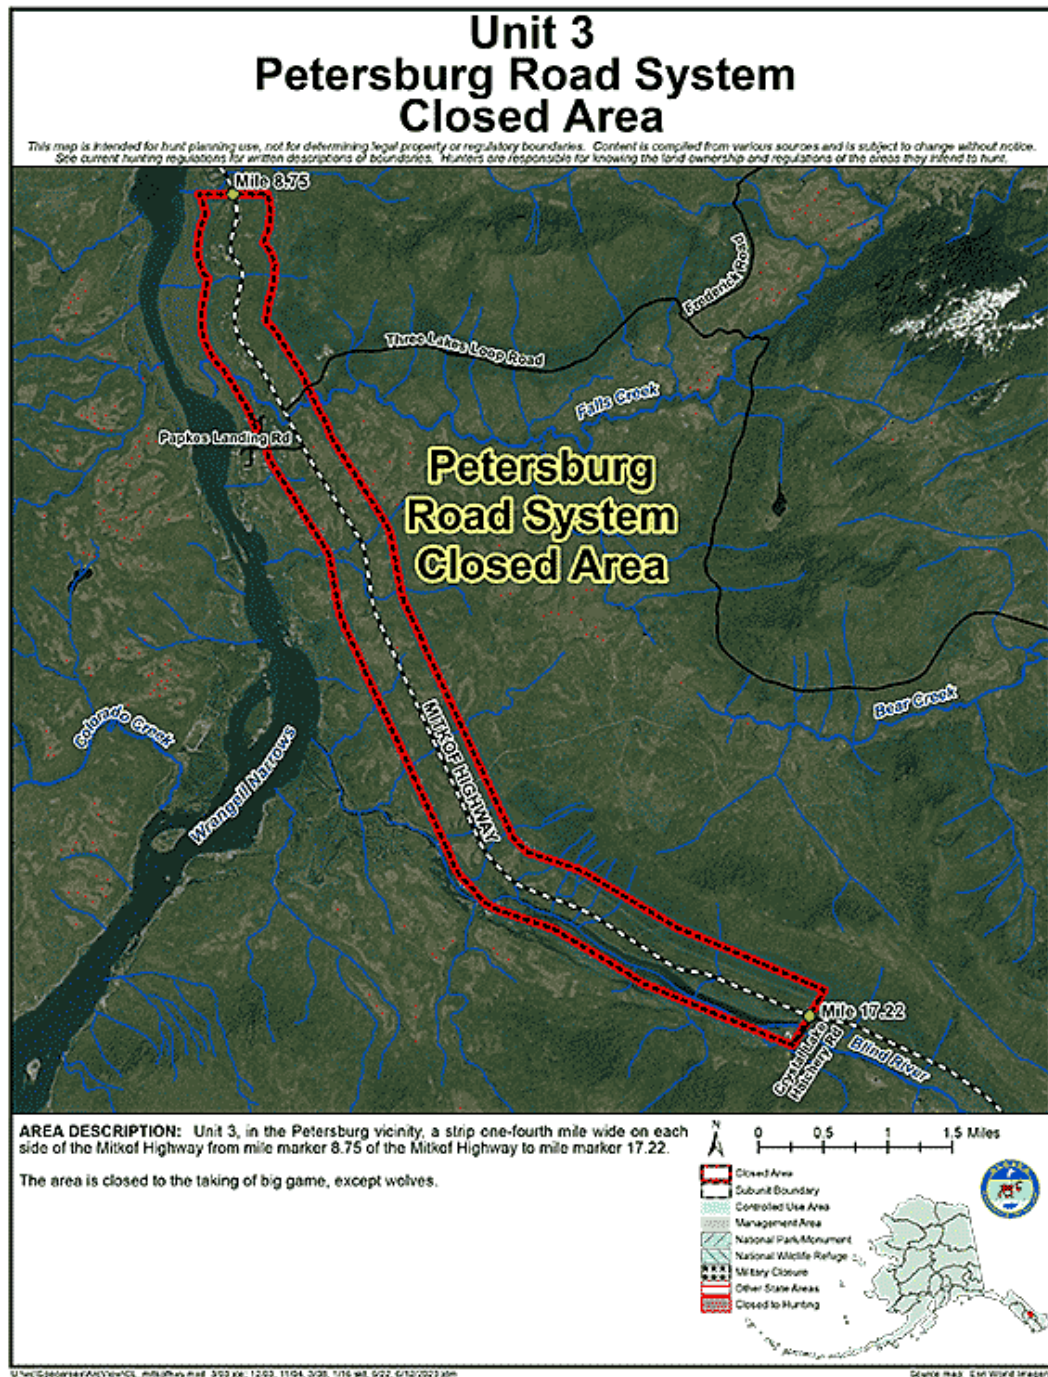 Unit 3
Petersburg Road System
Closed Area
This map is intended for hunt planning use, not for determining legal property or regulatory boundaries. Content is compiled from various sources and is subject to change without notice.
See current hunting regulations for written descriptions of boundaries. Hunters are responsible for knowing the land ownership and regulations of the areas they intend to hunt.
Mile 8.75
Frederick Road
Three Lakes Loop Road
Falls Creek
Papkes Landing Rd
Petersburg
Road System
Closed Area
MITKOF HIGHWAY
Bear Creek
Colorado Creek
Wrangell Narrows
Mile 17.22
Crystal Lake
Hatchery Rd
Blind River
AREA DESCRIPTION: Unit 3, in the Petersburg vicinity, a strip one-fourth mile wide on each
side of the Mitkof Highway from mile marker 8.75 of the Mitkof Highway to mile marker 17.22.
The area is closed to the taking of big game, except wolves.
N
0 0.5 1 1.5 Miles
Closed Area
Subunit Boundary
Controlled Use Area
Management Area
National Park/Monument
National Wildlife Refuge
Military Closure
Other State Areas
Closed to Hunting
Source map: Esri World Imagery